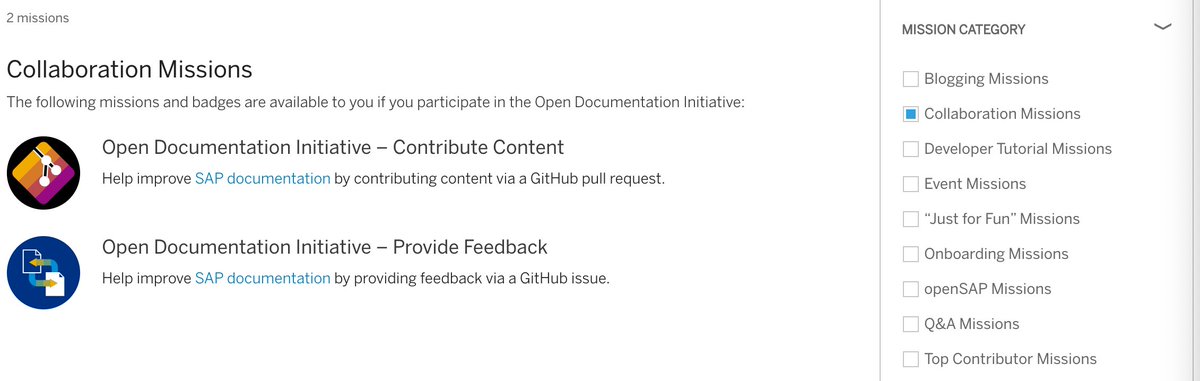 2 missions
Collaboration Missions
The following missions and badges are available to you if you participate in the Open Documentation Initiative:
Open Documentation Initiative – Contribute Content
Help improve SAP documentation by contributing content via a GitHub pull request.
Open Documentation Initiative – Provide Feedback
Help improve SAP documentation by providing feedback via a GitHub issue.
MISSION CATEGORY
Blogging Missions
Collaboration Missions
Developer Tutorial Missions
Event Missions
“Just for Fun” Missions
Onboarding Missions
openSAP Missions
Q&A Missions
Top Contributor Missions